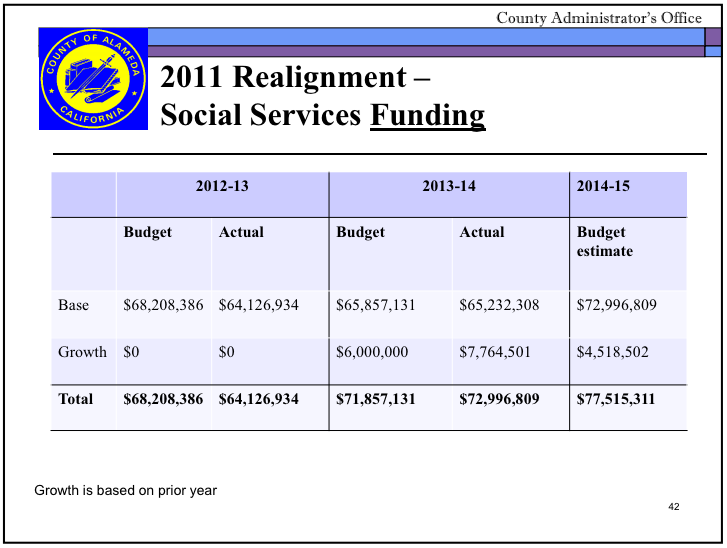 County Administrator's Office
COUNTY OF ALAMEDA
CALIFORNIA
2011 Realignment –
Social Services Funding
2012-13 2013-14 2014-15
Budget Actual Budget Actual Budget
estimate
Base $68,208,386 $64,126,934 $65,857,131 $65,232,308 $72,996,809
Growth $0 $0 $6,000,000 $7,764,501 $4,518,502
Total $68,208,386 $64,126,934 $71,857,131 $72,996,809 $77,515,311
Growth is based on prior year
42